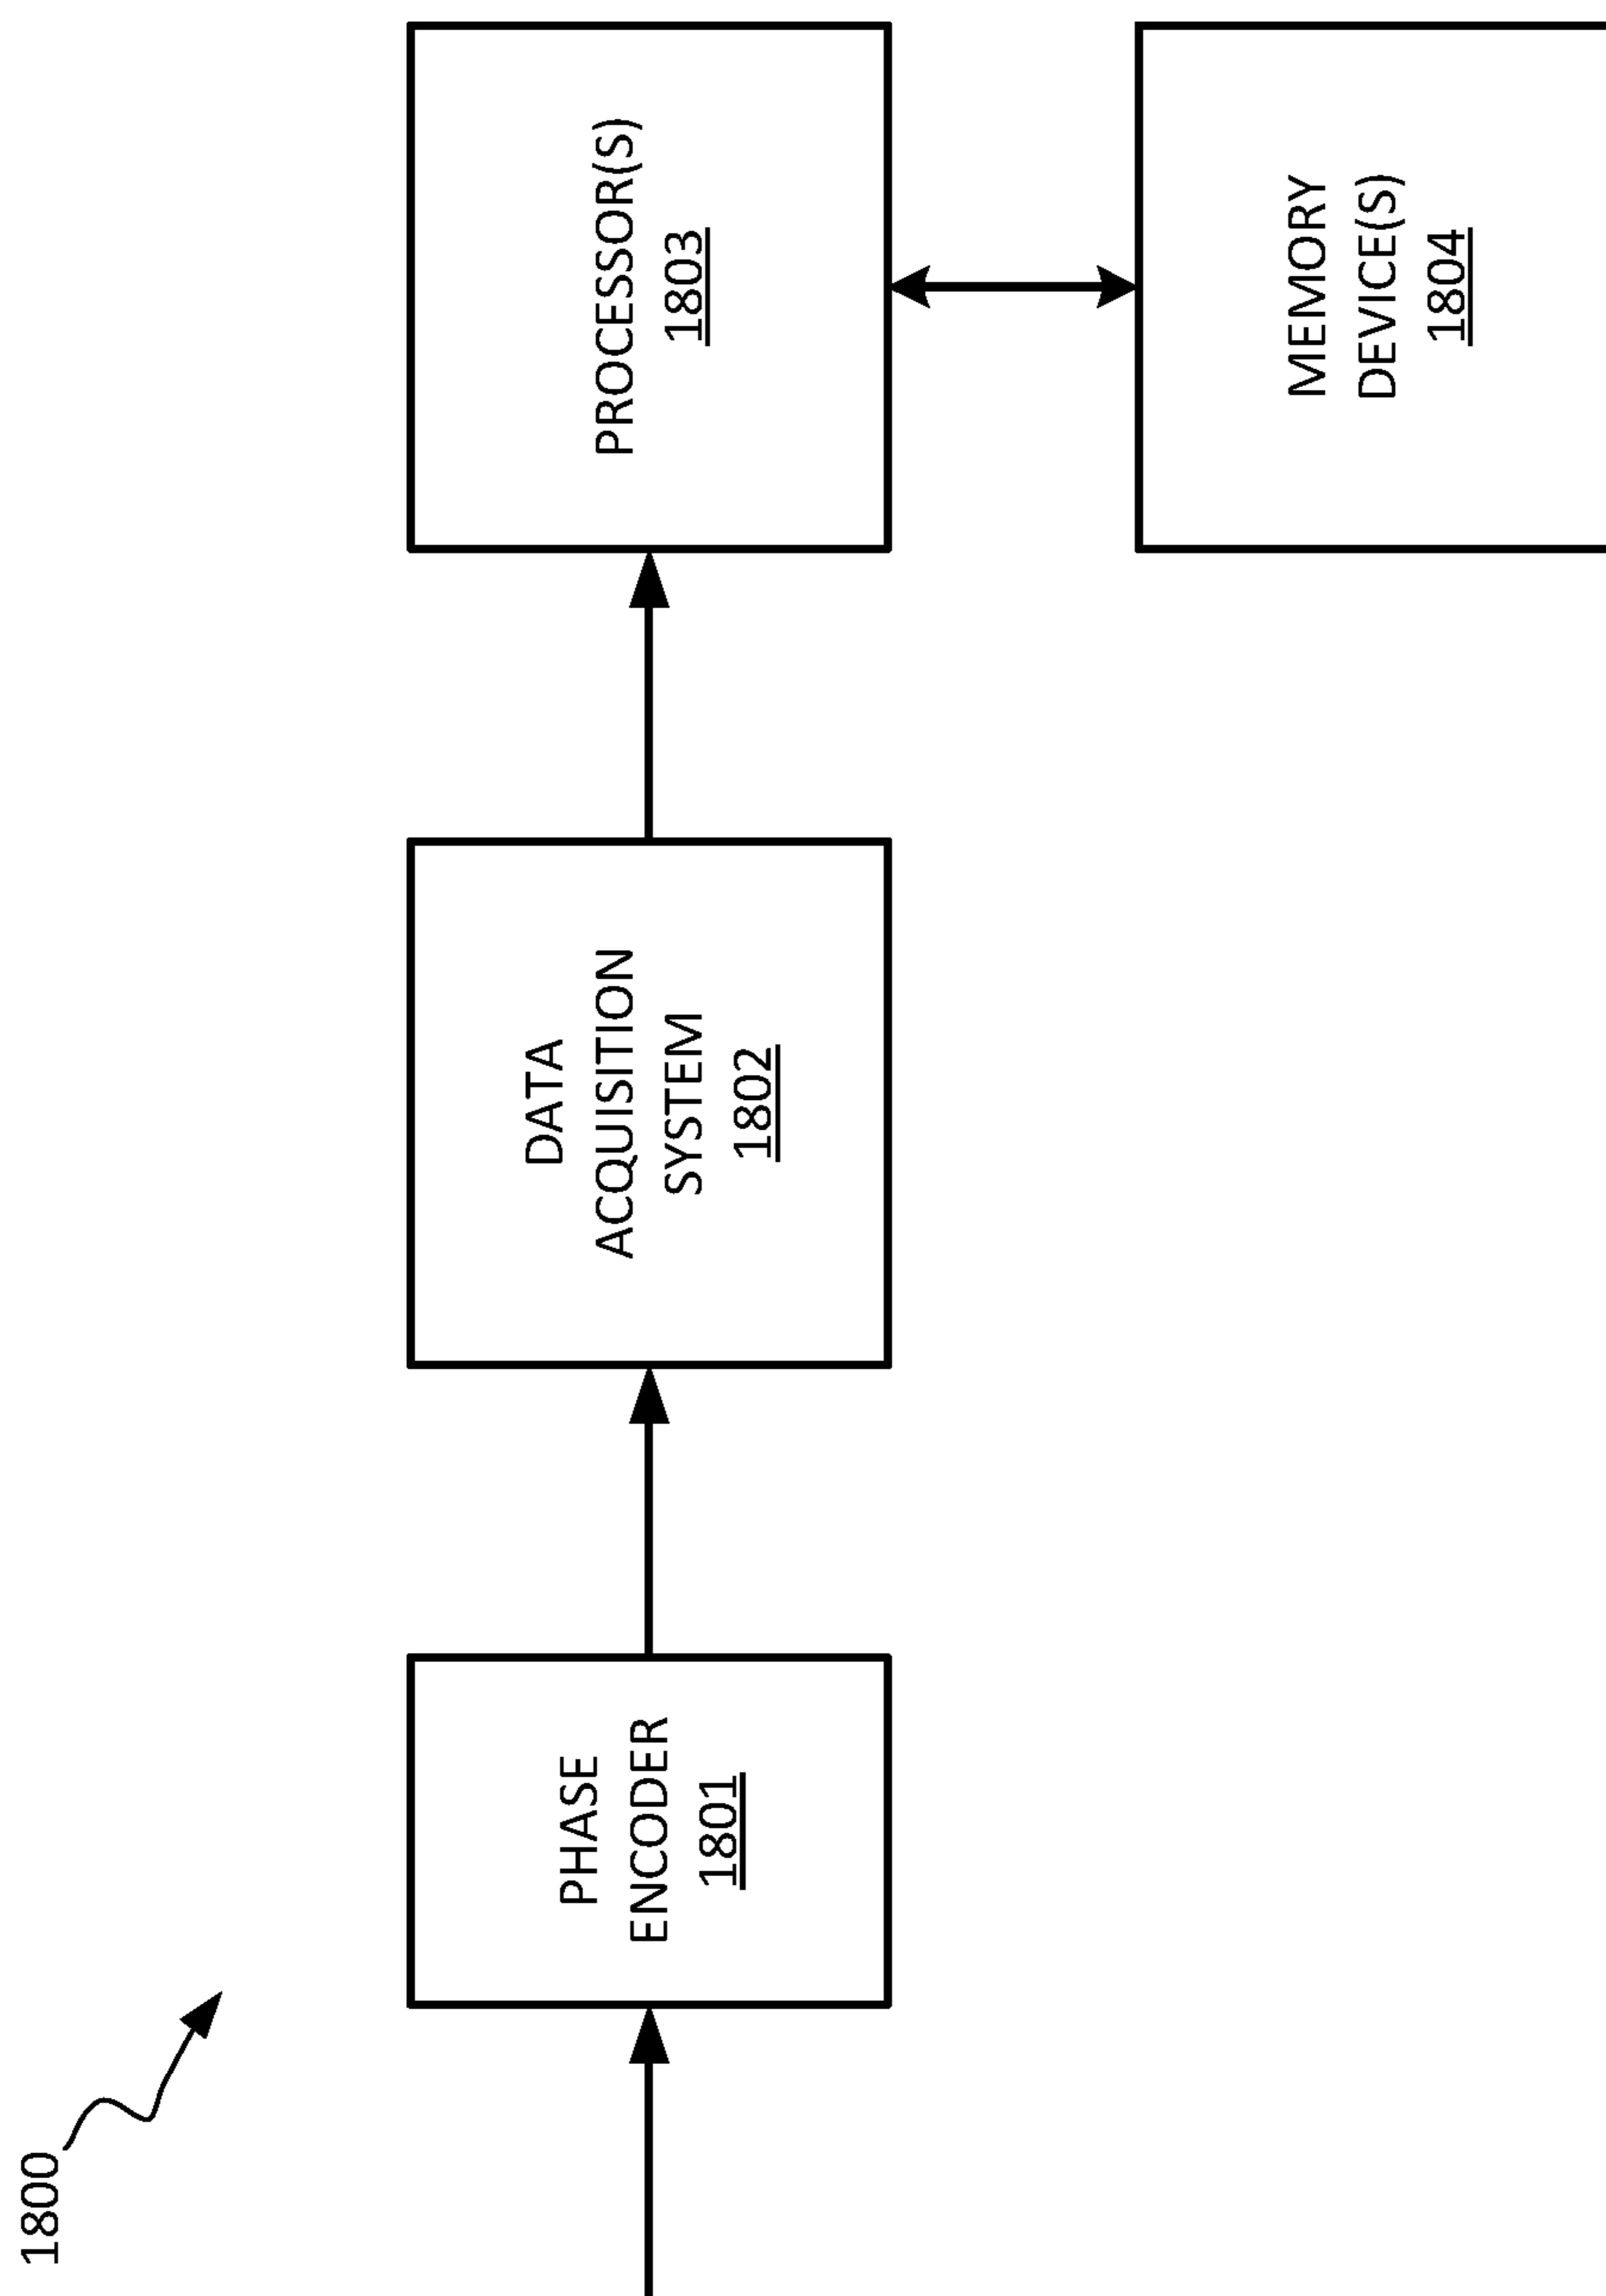 1800
PHASE
ENCODER
1801
DATA
ACQUISITION
SYSTEM
1802
PROCESSOR(S)
1803
MEMORY
DEVICE(S)
1804